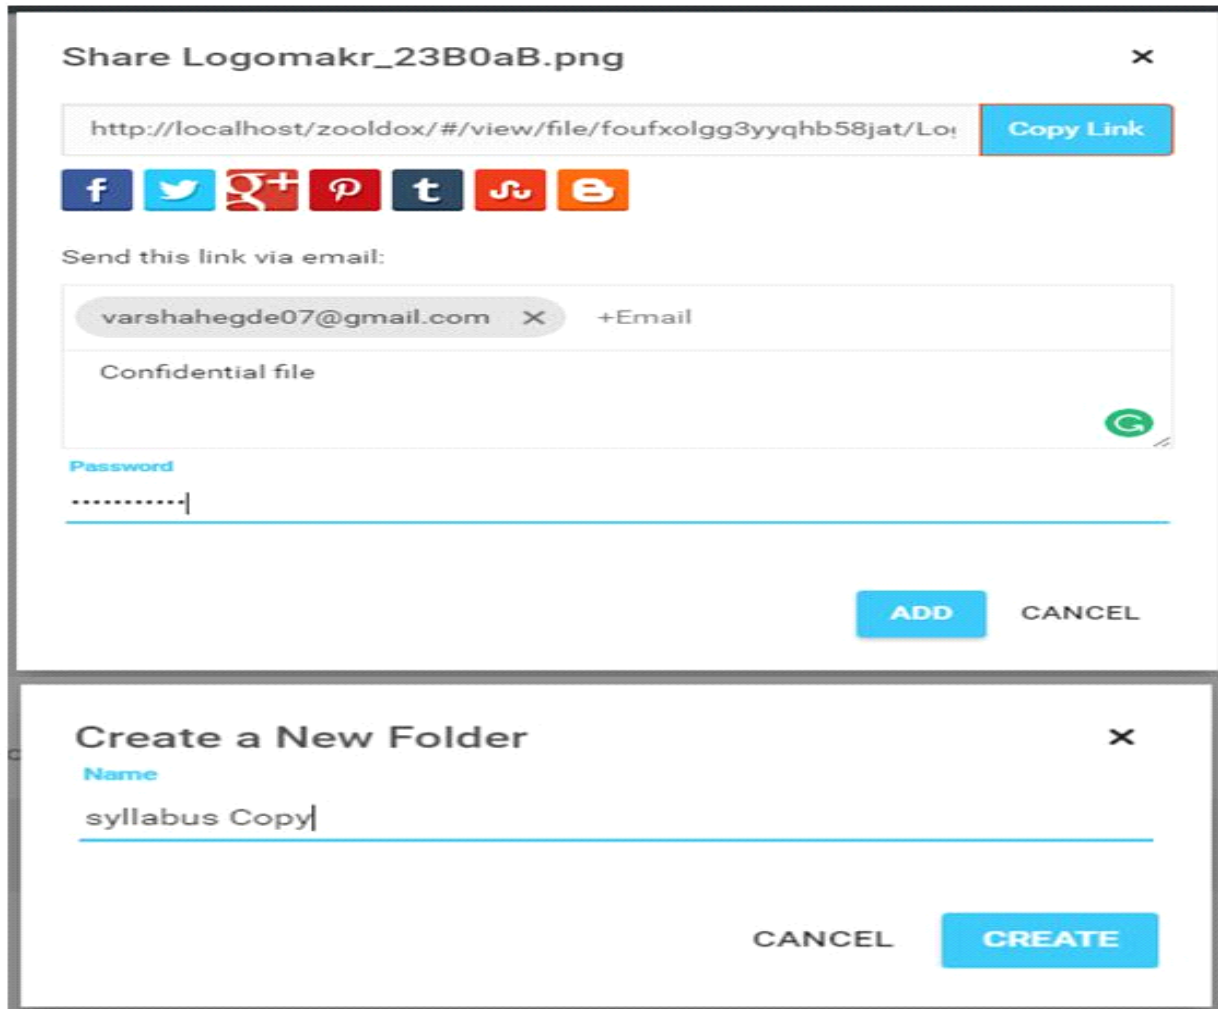 Share Logomakr_23B0aB.png
http://localhost/zooldox/#/view/file/foufxolgg3yyqhb58jat/Log Copy Link
Send this link via email:
varshahegde07@gmail.com +Email
Confidential file
Password
ADD CANCEL
Create a New Folder
Name
syllabus Copy
CANCEL CREATE